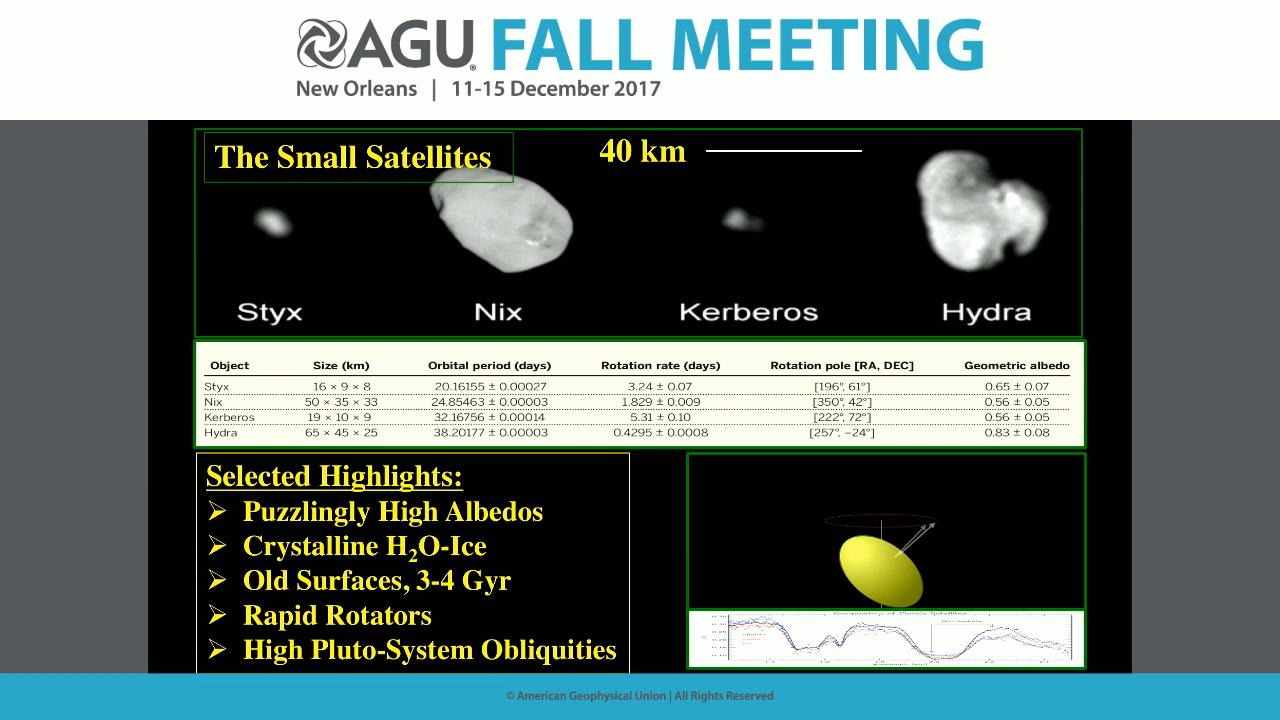 AGU FALL MEETING
New Orleans | 11-15 December 2017
The Small Satellites
40 km
Styx Nix Kerberos Hydra
Object Size (km) Orbital period (days) Rotation rate (days) Rotation pole [RA, DEC] Geometric albedo
Styx 16 × 9 × 8 20.16155 ± 0.00027 3.24 ± 0.07 [196°, 61°] 0.65 ± 0.07
Nix 50 × 35 × 33 24.85463 ± 0.00003 1.829 ± 0.009 [350°, 42°] 0.56 ± 0.05
Kerberos 19 × 10 × 9 32.16756 ± 0.00014 5.31 ± 0.10 [222°, 72°] 0.56 ± 0.05
Hydra 65 × 45 × 25 38.20177 ± 0.00003 0.4295 ± 0.0008 [257°, −24°] 0.83 ± 0.08
Selected Highlights:
➢ Puzzlingly High Albedos
➢ Crystalline H₂O-Ice
➢ Old Surfaces, 3-4 Gyr
➢ Rapid Rotators
➢ High Pluto-System Obliquities
© American Geophysical Union | All Rights Reserved